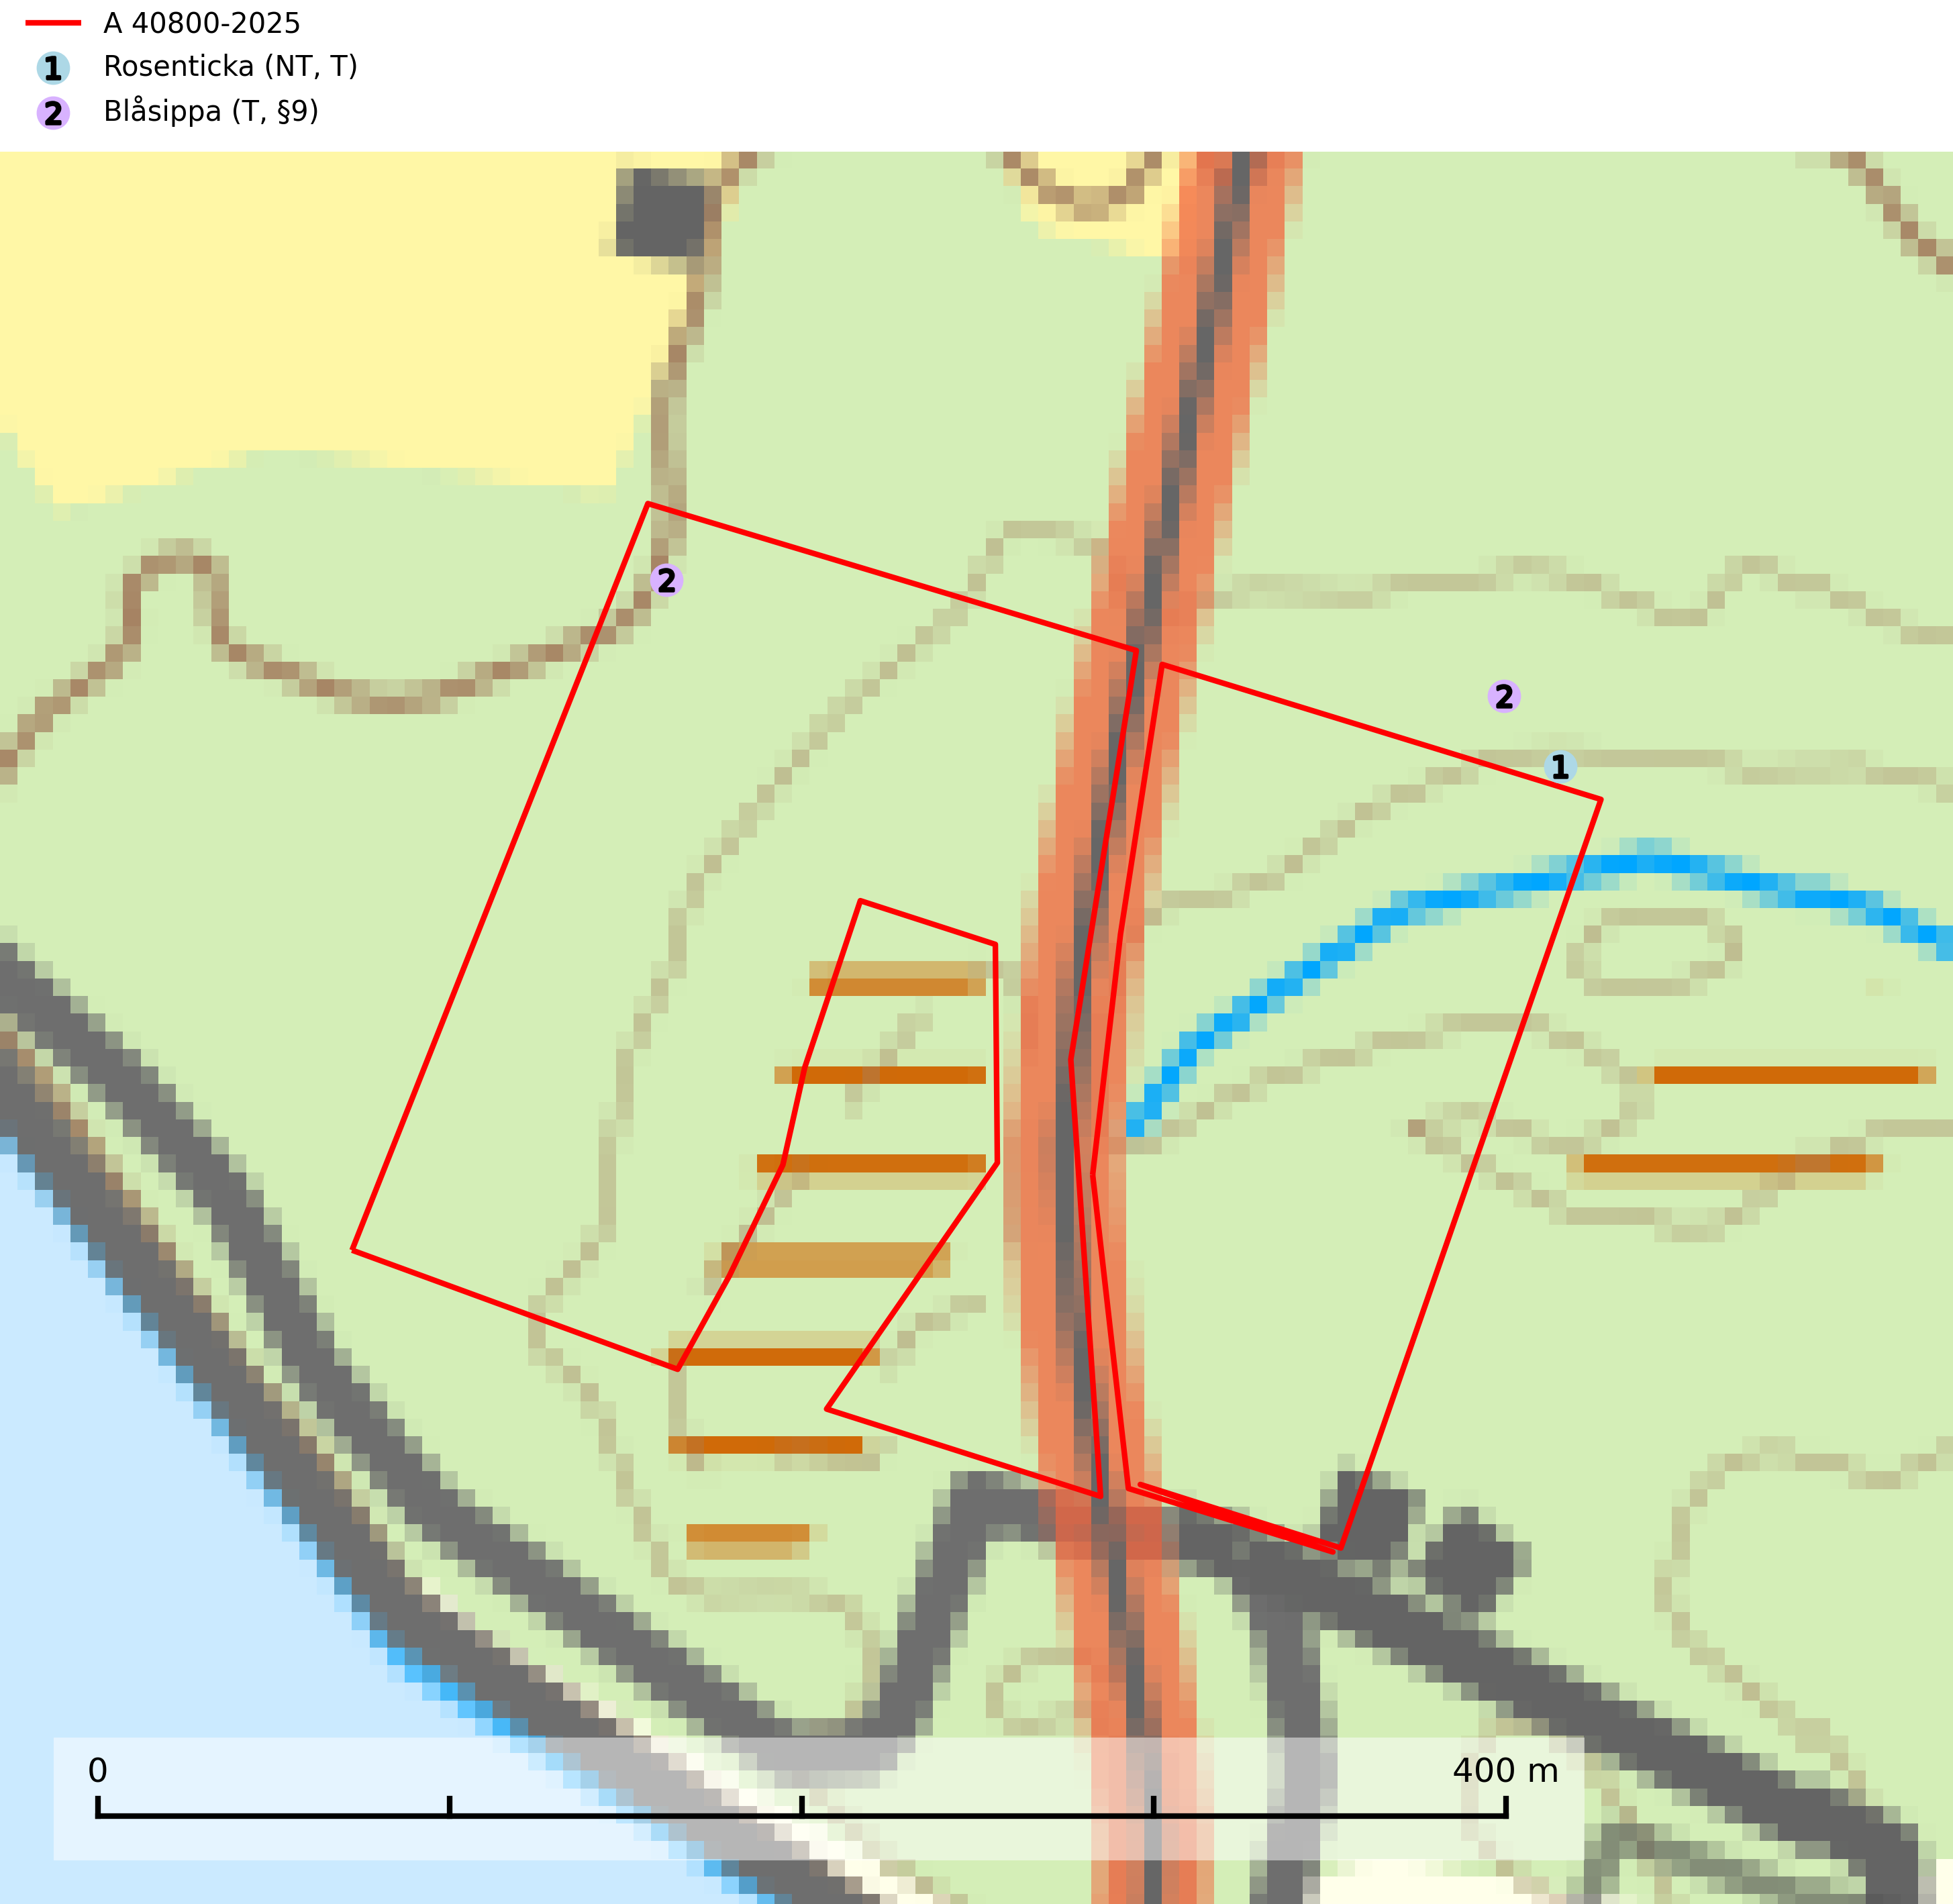 A 40800-2025
1 Rosenticka (NT, T)
2 Blåsippa (T, §9)
2
2
1
0 400 m